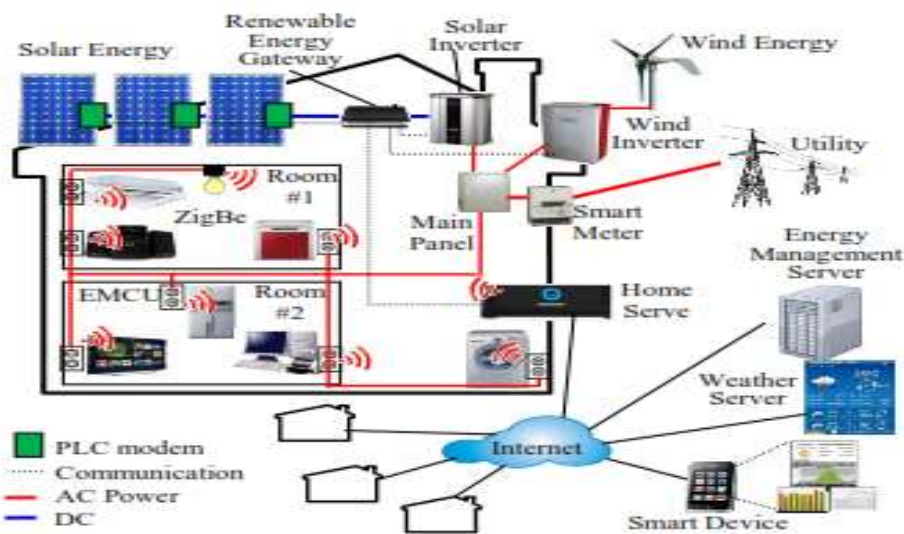 Solar Energy
Renewable
Energy
Gateway
Solar
Inverter
Wind Energy
Wind
Inverter
Utility
Room
#1
ZigBe
Main
Panel
Smart
Meter
Energy
Management
Server
EMCU
Room
#2
Home
Serve
Weather
Server
Internet
PLC modem
Communication
AC Power
DC
Smart Device